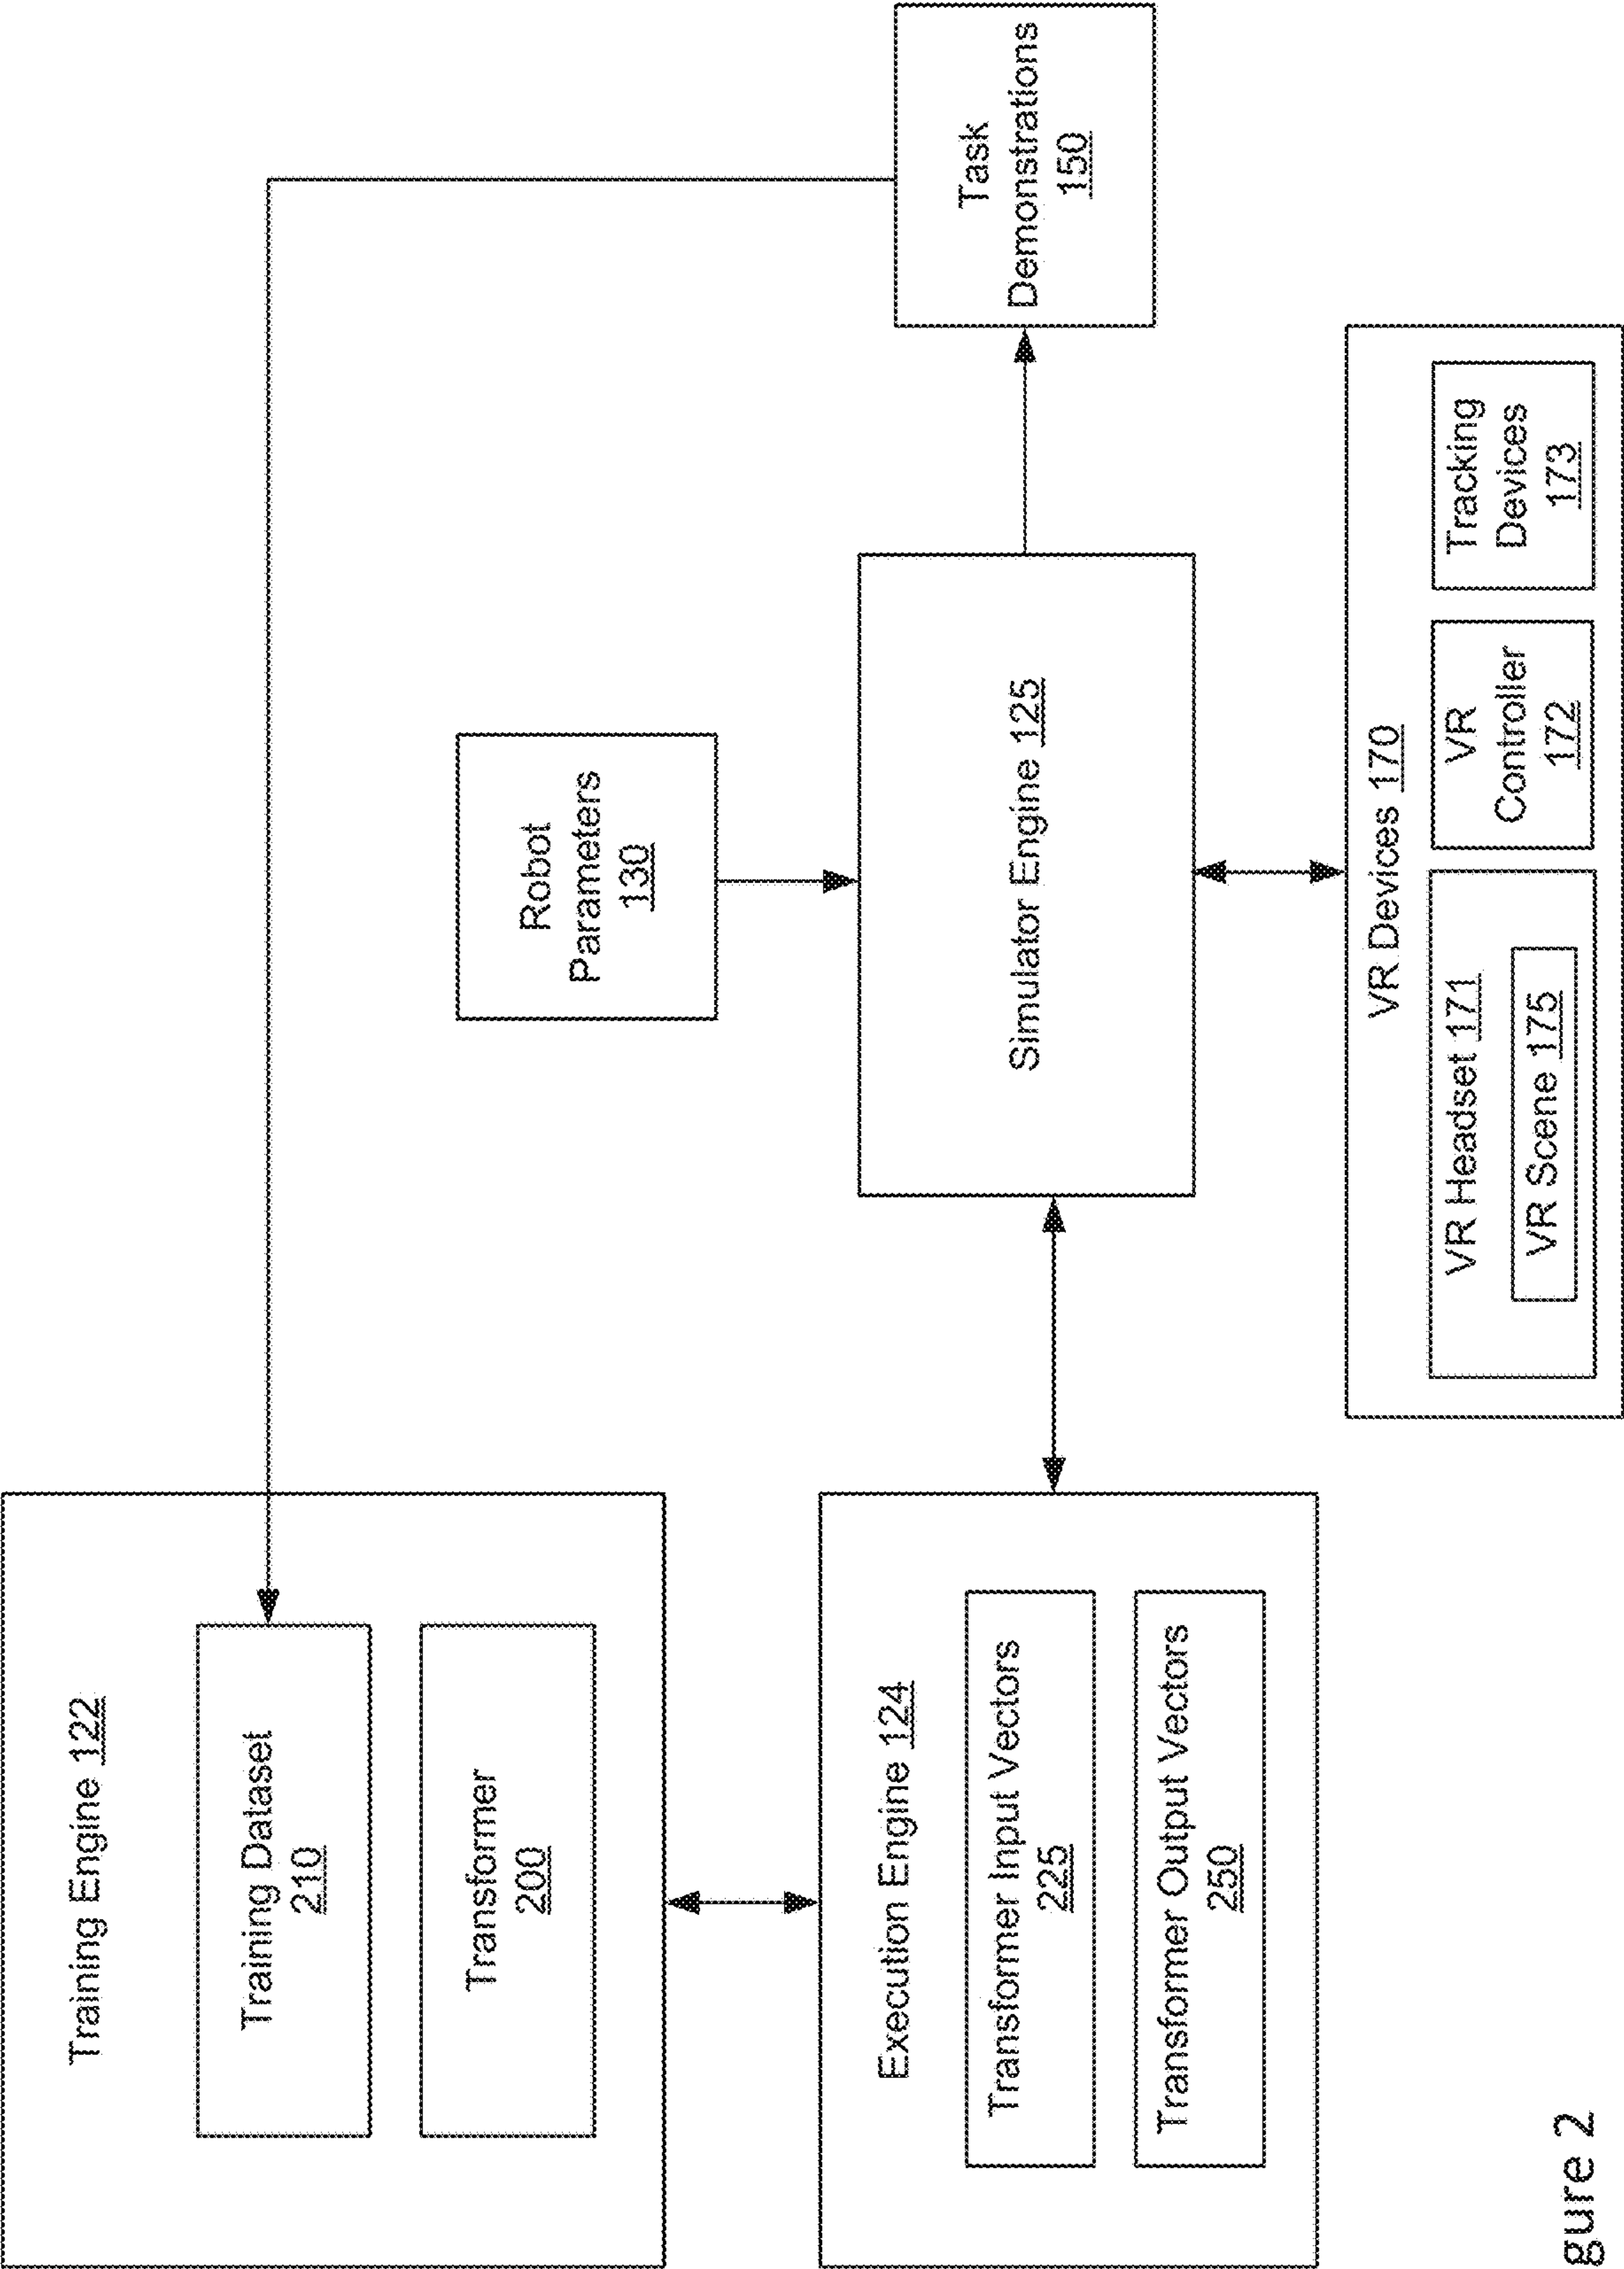 Training Engine 122
Training Dataset
210
Transformer
200
Execution Engine 124
Transformer Input Vectors
225
Transformer Output Vectors
250
Robot
Parameters
130
Simulator Engine 125
Task
Demonstrations
150
VR Devices 170
VR Headset 171
VR Scene 175
VR
Controller
172
Tracking
Devices
173
gure 2